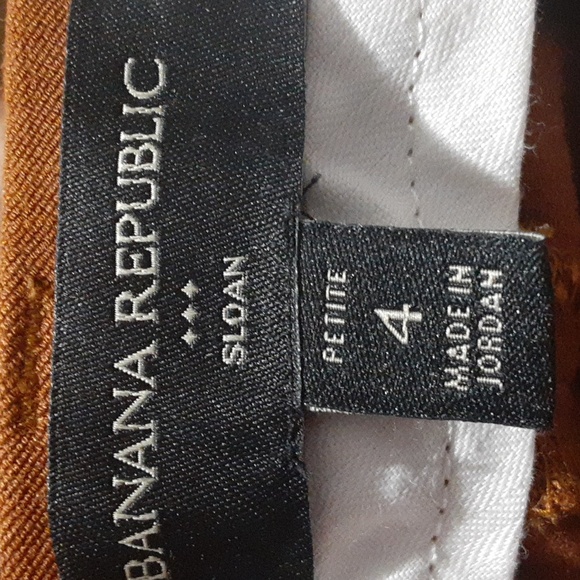 BANANA REPUBLIC
SLOAN
PETITE
4
MADE IN
JORDAN